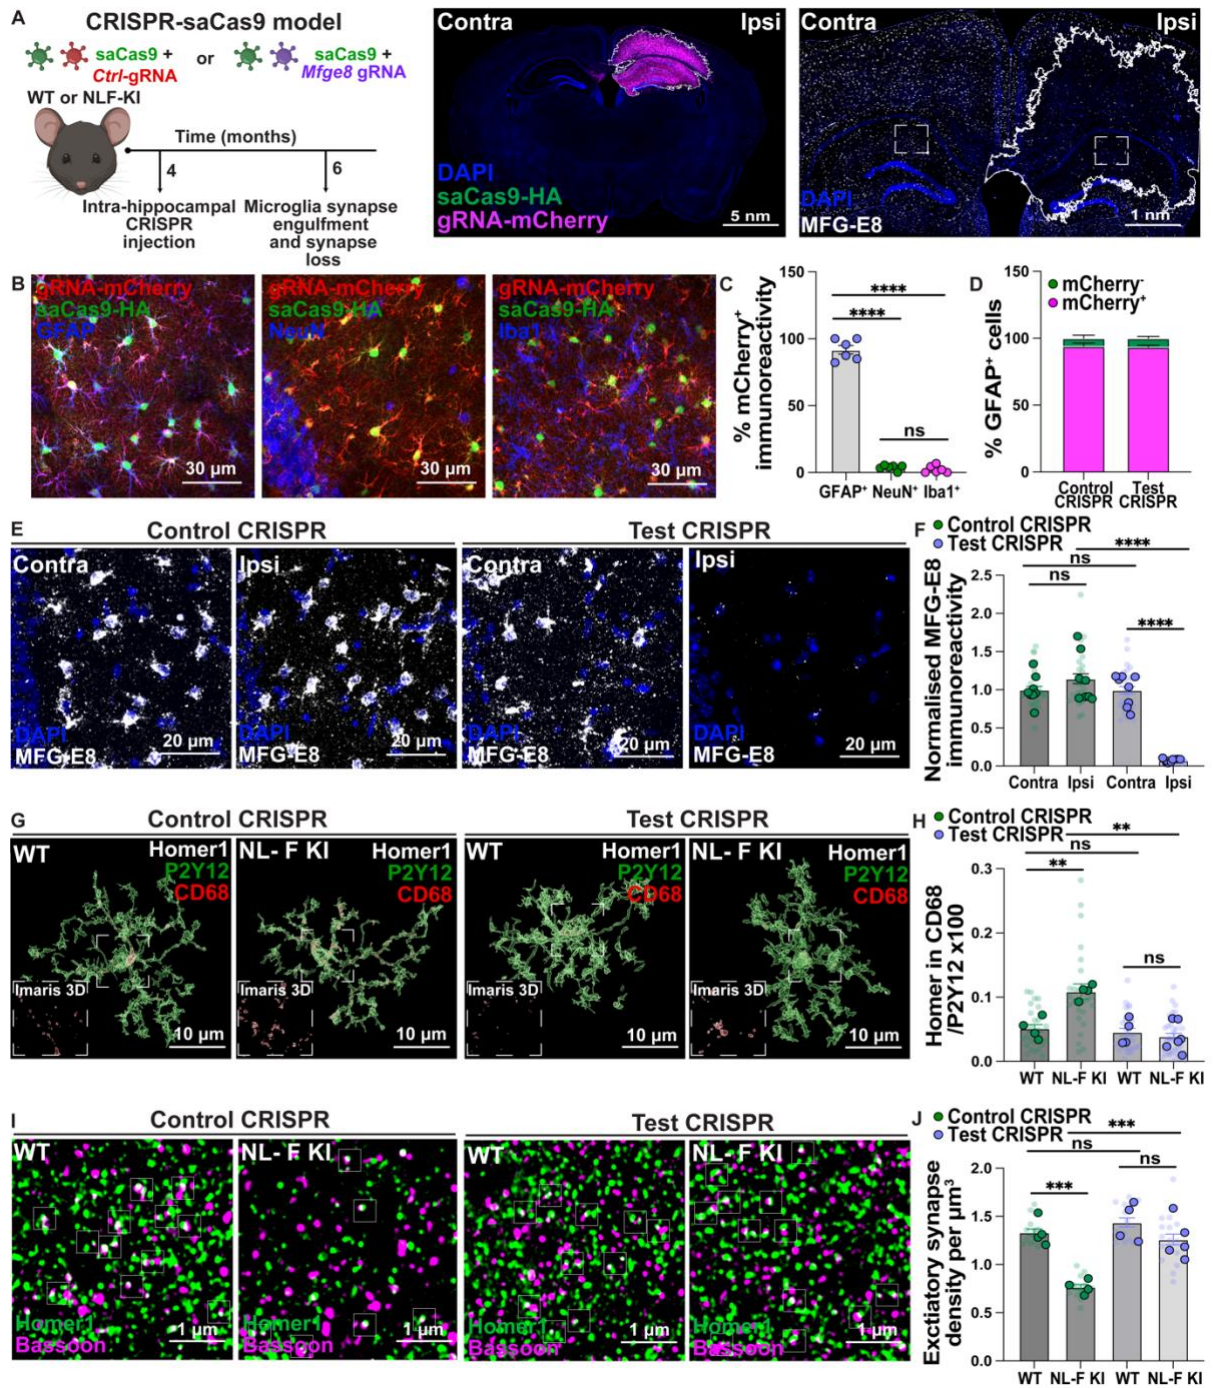 A
CRISPR-saCas9 model
saCas9 +
Ctrl-gRNA
or
saCas9 +
Mfge8 gRNA
WT or NLF-KI
Time (months)
4
6
Intra-hippocampal
CRISPR
injection
Microglia synapse
engulfment
and synapse
loss
Contra
Ipsi
DAPI
saCas9-HA
gRNA-mCherry
5 nm
Contra
Ipsi
DAPI
MFG-E8
1 nm
B
gRNA-mCherry
saCas9-HA
GFAP
30 µm
gRNA-mCherry
saCas9-HA
NeuN
30 µm
gRNA-mCherry
saCas9-HA
Iba1
30 µm
C
% mCherry⁺
immunoreactivity
150
100
50
0
****
****
ns
GFAP⁺ NeuN⁺ Iba1⁺
D
% GFAP⁺ cells
150
100
50
0
mCherry⁻
mCherry⁺
Control
CRISPR
Test
CRISPR
E
Control CRISPR
Test CRISPR
Contra
DAPI
MFG-E8
20 µm
Ipsi
DAPI
MFG-E8
20 µm
Contra
DAPI
MFG-E8
20 µm
Ipsi
DAPI
MFG-E8
20 µm
F
Control CRISPR
Test CRISPR
****
ns
ns
****
Normalised MFG-E8
immunoreactivity
2.5
2.0
1.5
1.0
0.5
0.0
Contra Ipsi Contra Ipsi
G
Control CRISPR
Test CRISPR
WT
Homer1
P2Y12
CD68
Imaris 3D
10 µm
NL- F KI
Homer1
P2Y12
CD68
Imaris 3D
10 µm
WT
Homer1
P2Y12
CD68
Imaris 3D
10 µm
NL- F KI
Homer1
P2Y12
CD68
Imaris 3D
10 µm
H
Control CRISPR
Test CRISPR
**
ns
**
ns
Homer in CD68
/P2Y12 x100
0.3
0.2
0.1
0.0
WT NL-F KI WT NL-F KI
I
Control CRISPR
Test CRISPR
WT
Homer1
Bassoon
1 µm
NL- F KI
Homer1
Bassoon
1 µm
WT
Homer1
Bassoon
1 µm
NL- F KI
Homer1
Bassoon
1 µm
J
Control CRISPR
Test CRISPR
***
ns
***
ns
Exctiatory synapse
density per µm³
2.0
1.5
1.0
0.5
0.0
WT NL-F KI WT NL-F KI